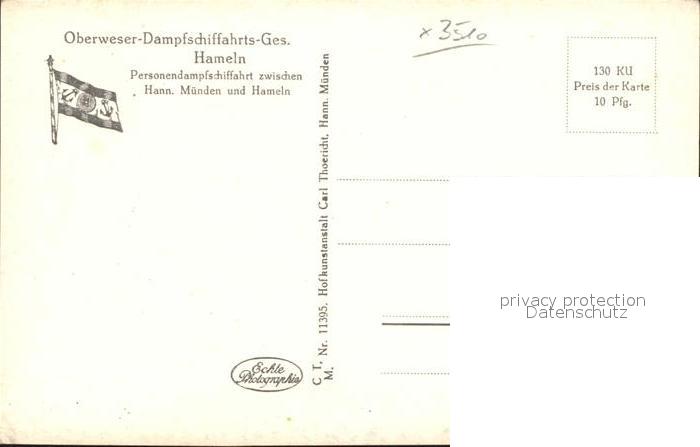 Oberweser-Dampfschiffahrts-Ges.
Hameln
Personendampfschiffahrt zwischen
Hann. Münden und Hameln
x 3510
130 KU
Preis der Karte
10 Pfg.
C. T. M. Nr. 11395. Hofkunstanstalt Carl Thoericht, Hann. Münden
Echte
Photographie
privacy protection
Datenschutz